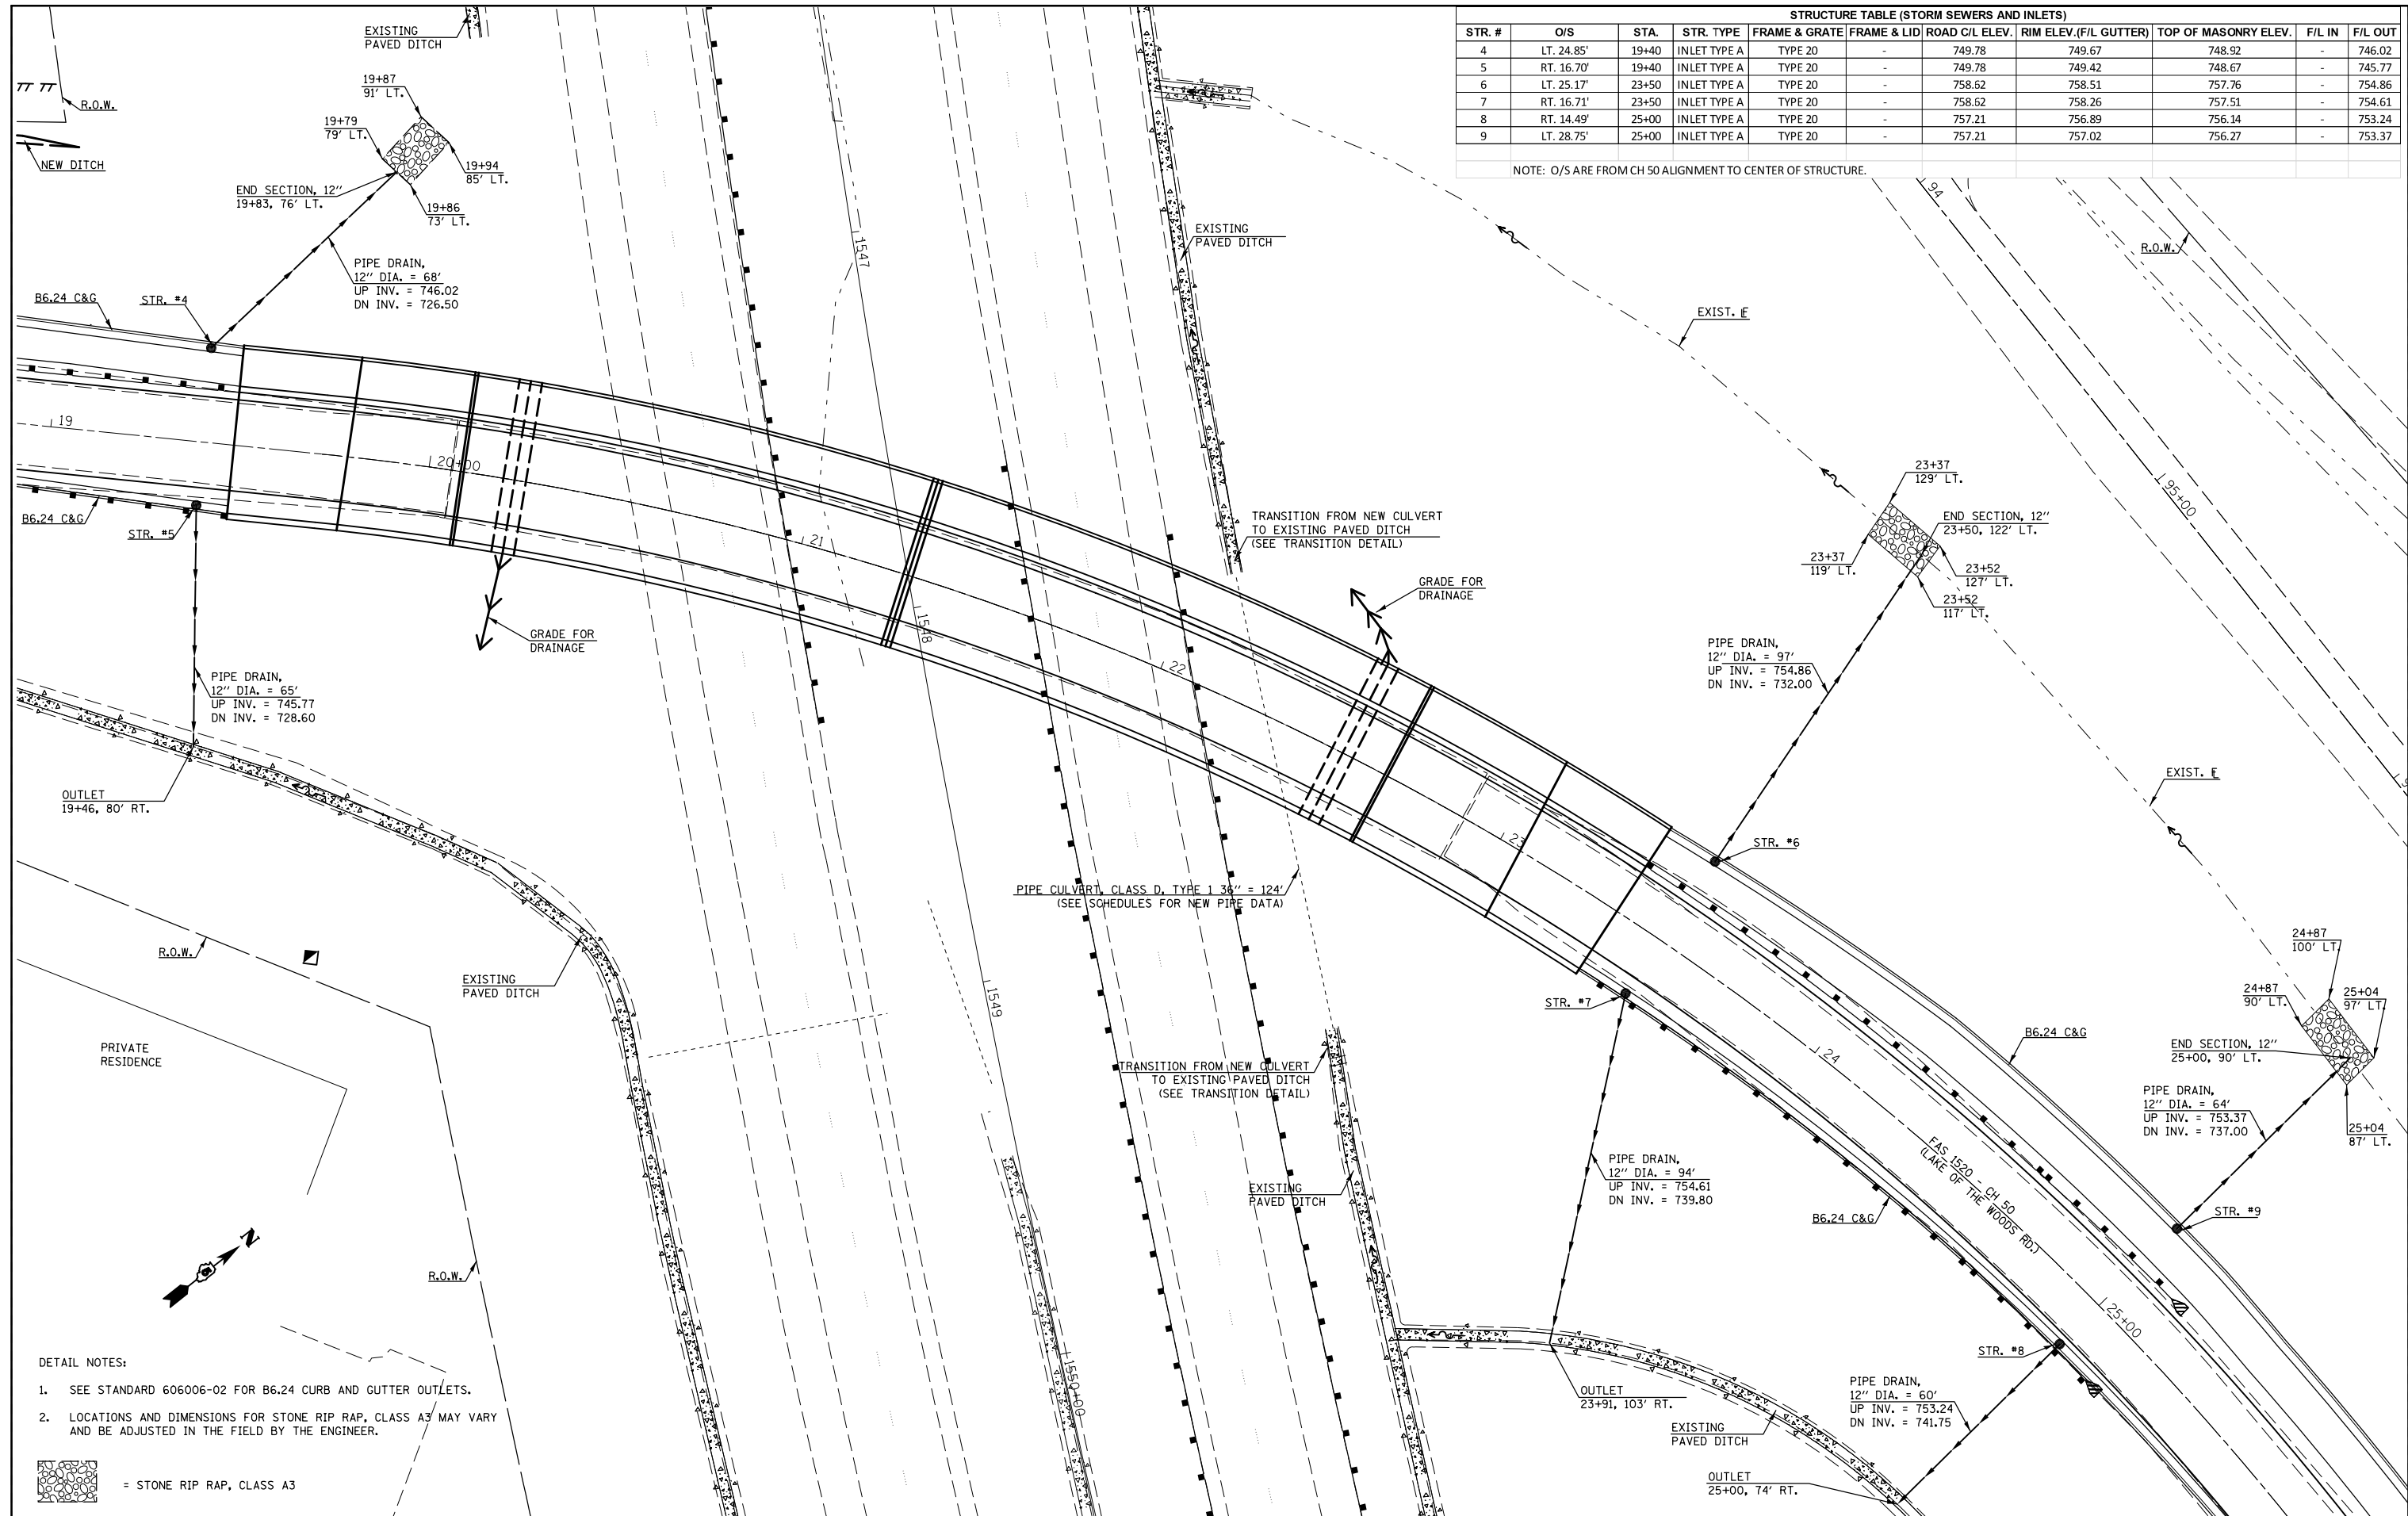 STRUCTURE TABLE (STORM SEWERS AND INLETS)
STR. # O/S STA. STR. TYPE FRAME & GRATE FRAME & LID ROAD C/L ELEV. RIM ELEV.(F/L GUTTER) TOP OF MASONRY ELEV. F/L IN F/L OUT
4 LT. 24.85' 19+40 INLET TYPE A TYPE 20 - 749.78 749.67 748.92 - 746.02
5 RT. 16.70' 19+40 INLET TYPE A TYPE 20 - 749.78 749.42 748.67 - 745.77
6 LT. 25.17' 23+50 INLET TYPE A TYPE 20 - 758.62 758.51 757.76 - 754.86
7 RT. 16.71' 23+50 INLET TYPE A TYPE 20 - 758.62 758.26 757.51 - 754.61
8 RT. 14.49' 25+00 INLET TYPE A TYPE 20 - 757.21 756.89 756.14 - 753.24
9 LT. 28.75' 25+00 INLET TYPE A TYPE 20 - 757.21 757.02 756.27 - 753.37
NOTE: O/S ARE FROM CH 50 ALIGNMENT TO CENTER OF STRUCTURE.
EXISTING
PAVED DITCH
R.O.W.
NEW DITCH
19+87
91' LT.
19+79
79' LT.
19+94
85' LT.
19+86
73' LT.
END SECTION, 12"
19+83, 76' LT.
PIPE DRAIN,
12" DIA. = 68'
UP INV. = 746.02
DN INV. = 726.50
B6.24 C&G
STR. #4
1547
EXISTING
PAVED DITCH
94
R.O.W.
EXIST. E
19
20+00
21
22
23
24
25+00
95+00
B6.24 C&G
STR. #5
GRADE FOR
DRAINAGE
PIPE DRAIN,
12" DIA. = 65'
UP INV. = 745.77
DN INV. = 728.60
OUTLET
19+46, 80' RT.
1548
TRANSITION FROM NEW CULVERT
TO EXISTING PAVED DITCH
(SEE TRANSITION DETAIL)
GRADE FOR
DRAINAGE
23+37
129' LT.
END SECTION, 12"
23+50, 122' LT.
23+37
119' LT.
23+52
127' LT.
23+52
117' LT.
PIPE DRAIN,
12" DIA. = 97'
UP INV. = 754.86
DN INV. = 732.00
EXIST. E
STR. #6
PIPE CULVERT, CLASS D, TYPE 1 36" = 124'
(SEE SCHEDULES FOR NEW PIPE DATA)
R.O.W.
EXISTING
PAVED DITCH
1549
STR. #7
24+87
100' LT.
24+87
90' LT.
25+04
97' LT.
END SECTION, 12"
25+00, 90' LT.
25+04
87' LT.
PIPE DRAIN,
12" DIA. = 64'
UP INV. = 753.37
DN INV. = 737.00
B6.24 C&G
PRIVATE
RESIDENCE
TRANSITION FROM NEW CULVERT
TO EXISTING PAVED DITCH
(SEE TRANSITION DETAIL)
EXISTING
PAVED DITCH
PIPE DRAIN,
12" DIA. = 94'
UP INV. = 754.61
DN INV. = 739.80
B6.24 C&G
FAS 1520 - CH 50
(LAKE OF THE WOODS RD.)
STR. #9
N
R.O.W.
1550+00
STR. #8
OUTLET
23+91, 103' RT.
EXISTING
PAVED DITCH
PIPE DRAIN,
12" DIA. = 60'
UP INV. = 753.24
DN INV. = 741.75
OUTLET
25+00, 74' RT.
DETAIL NOTES:
1. SEE STANDARD 606006-02 FOR B6.24 CURB AND GUTTER OUTLETS.
2. LOCATIONS AND DIMENSIONS FOR STONE RIP RAP, CLASS A3 MAY VARY
AND BE ADJUSTED IN THE FIELD BY THE ENGINEER.
= STONE RIP RAP, CLASS A3